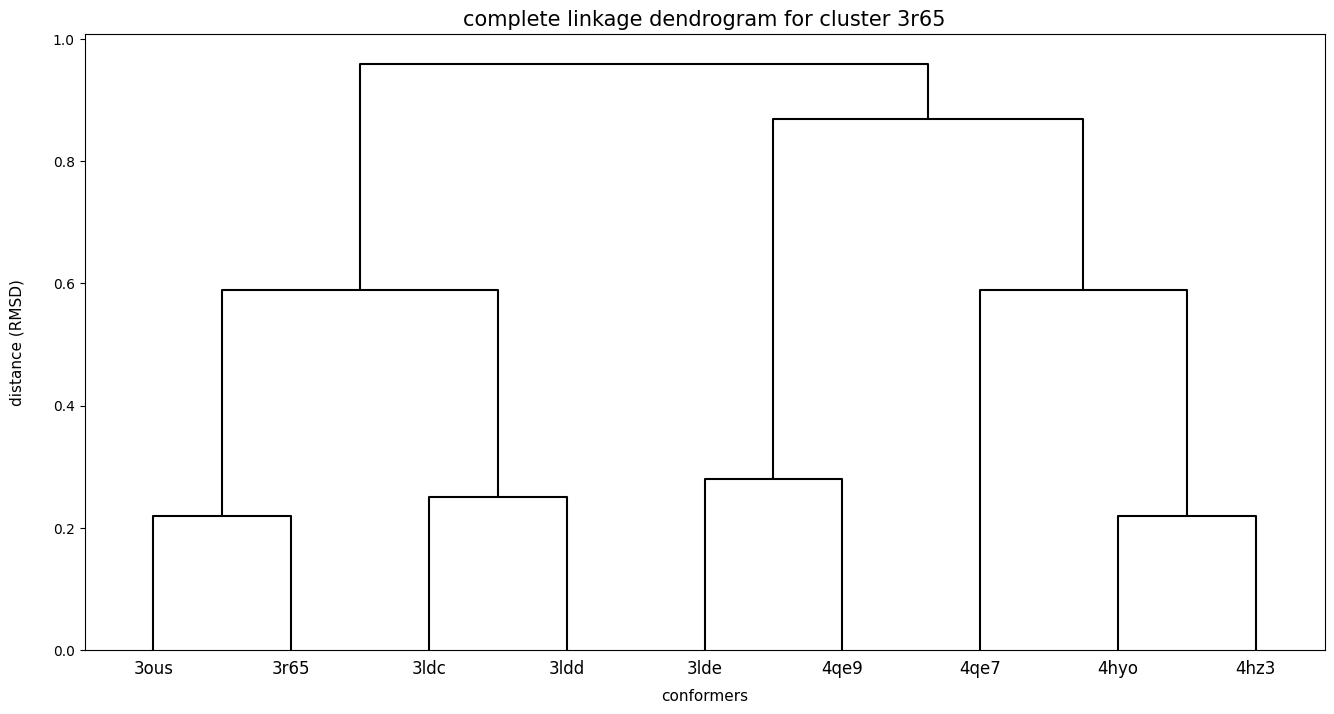 complete linkage dendrogram for cluster 3r65
1.0
0.8
0.6
0.4
0.2
0.0
distance (RMSD)
3ous 3r65 3ldc 3ldd 3lde 4qe9 4qe7 4hyo 4hz3
conformers